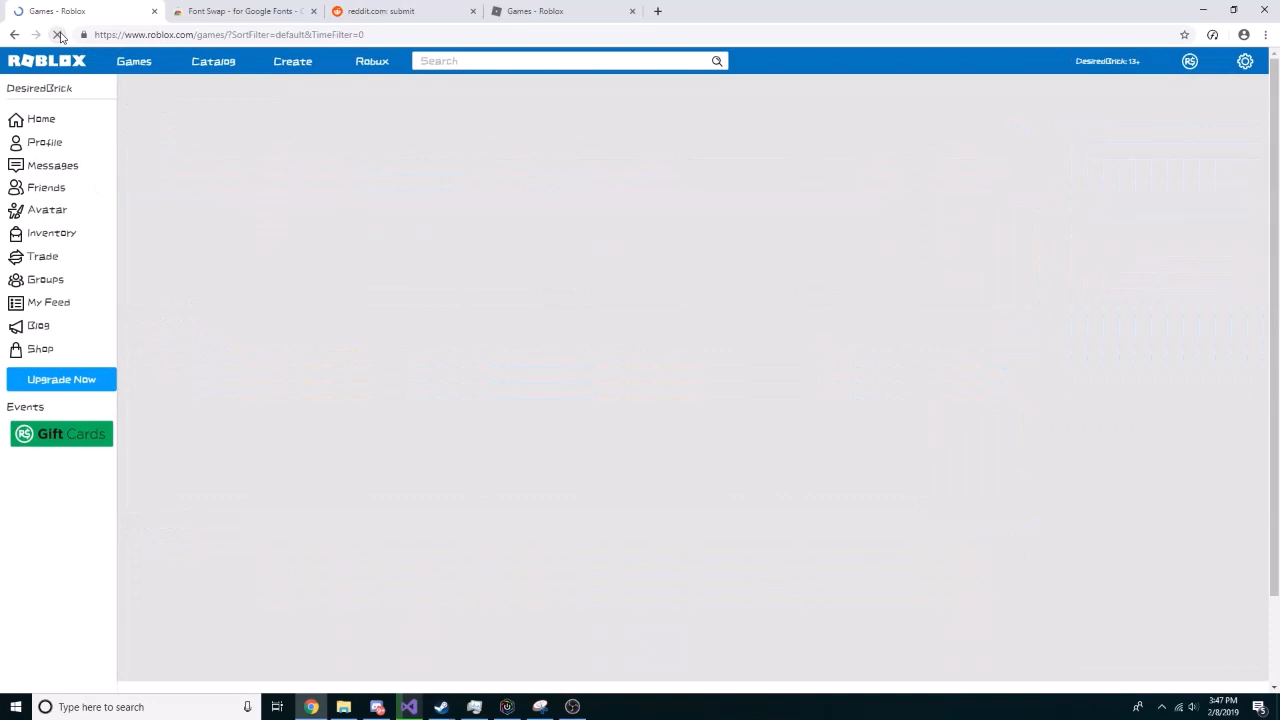 Games - Roblox
Font Swap - for Google Fonts - C
reddit.com: submit
Games - Roblox
https://www.roblox.com/games/?SortFilter=default&TimeFilter=0
ROBLOX Games Catalog Create Robux Search DesiredBrick: 13+
DesiredBrick
Home
Profile
Messages
Friends
Avatar
Inventory
Trade
Groups
My Feed
Blog
Shop
Upgrade Now
Events
R$ Gift Cards
Type here to search
3:47 PM
2/8/2019